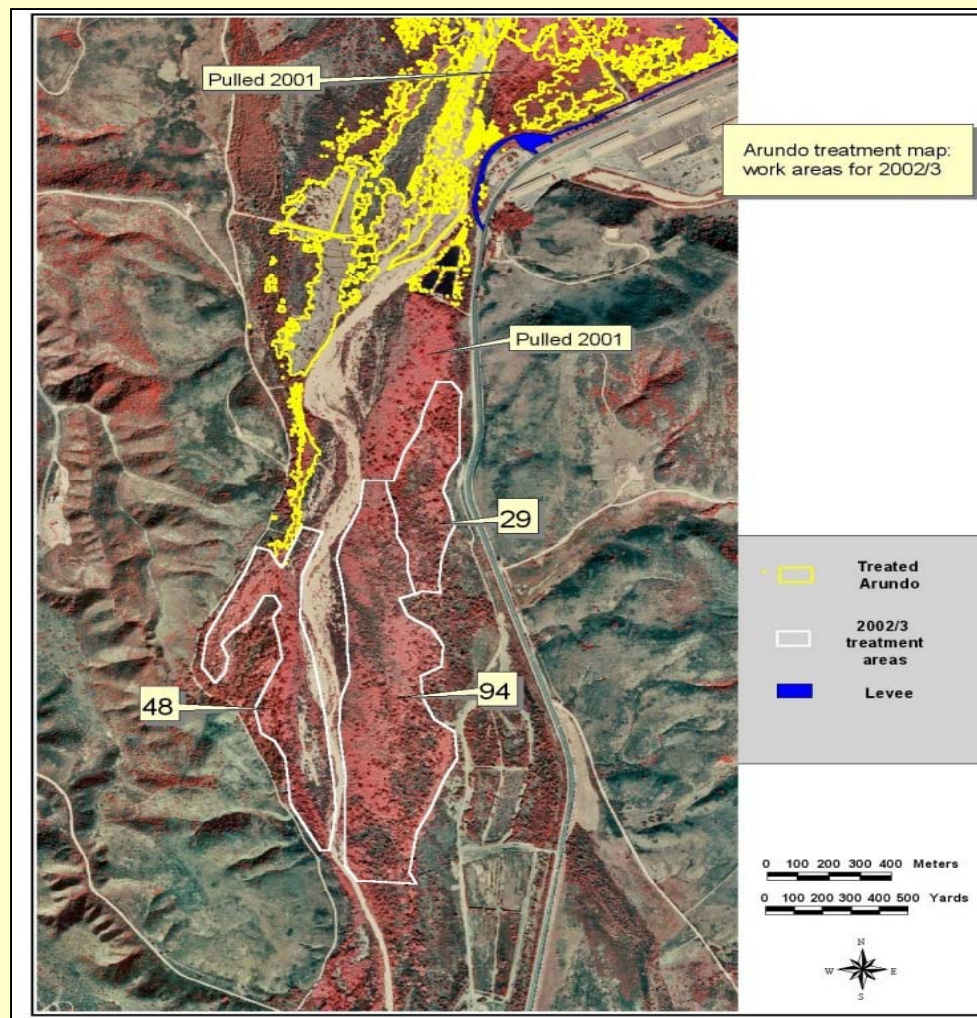 Pulled 2001
Arundo treatment map:
work areas for 2002/3
Pulled 2001
29
94
48
Treated
Arundo
2002/3
treatment
areas
Levee
0 100 200 300 400 Meters
0 100 200 300 400 500 Yards
N
W E
S